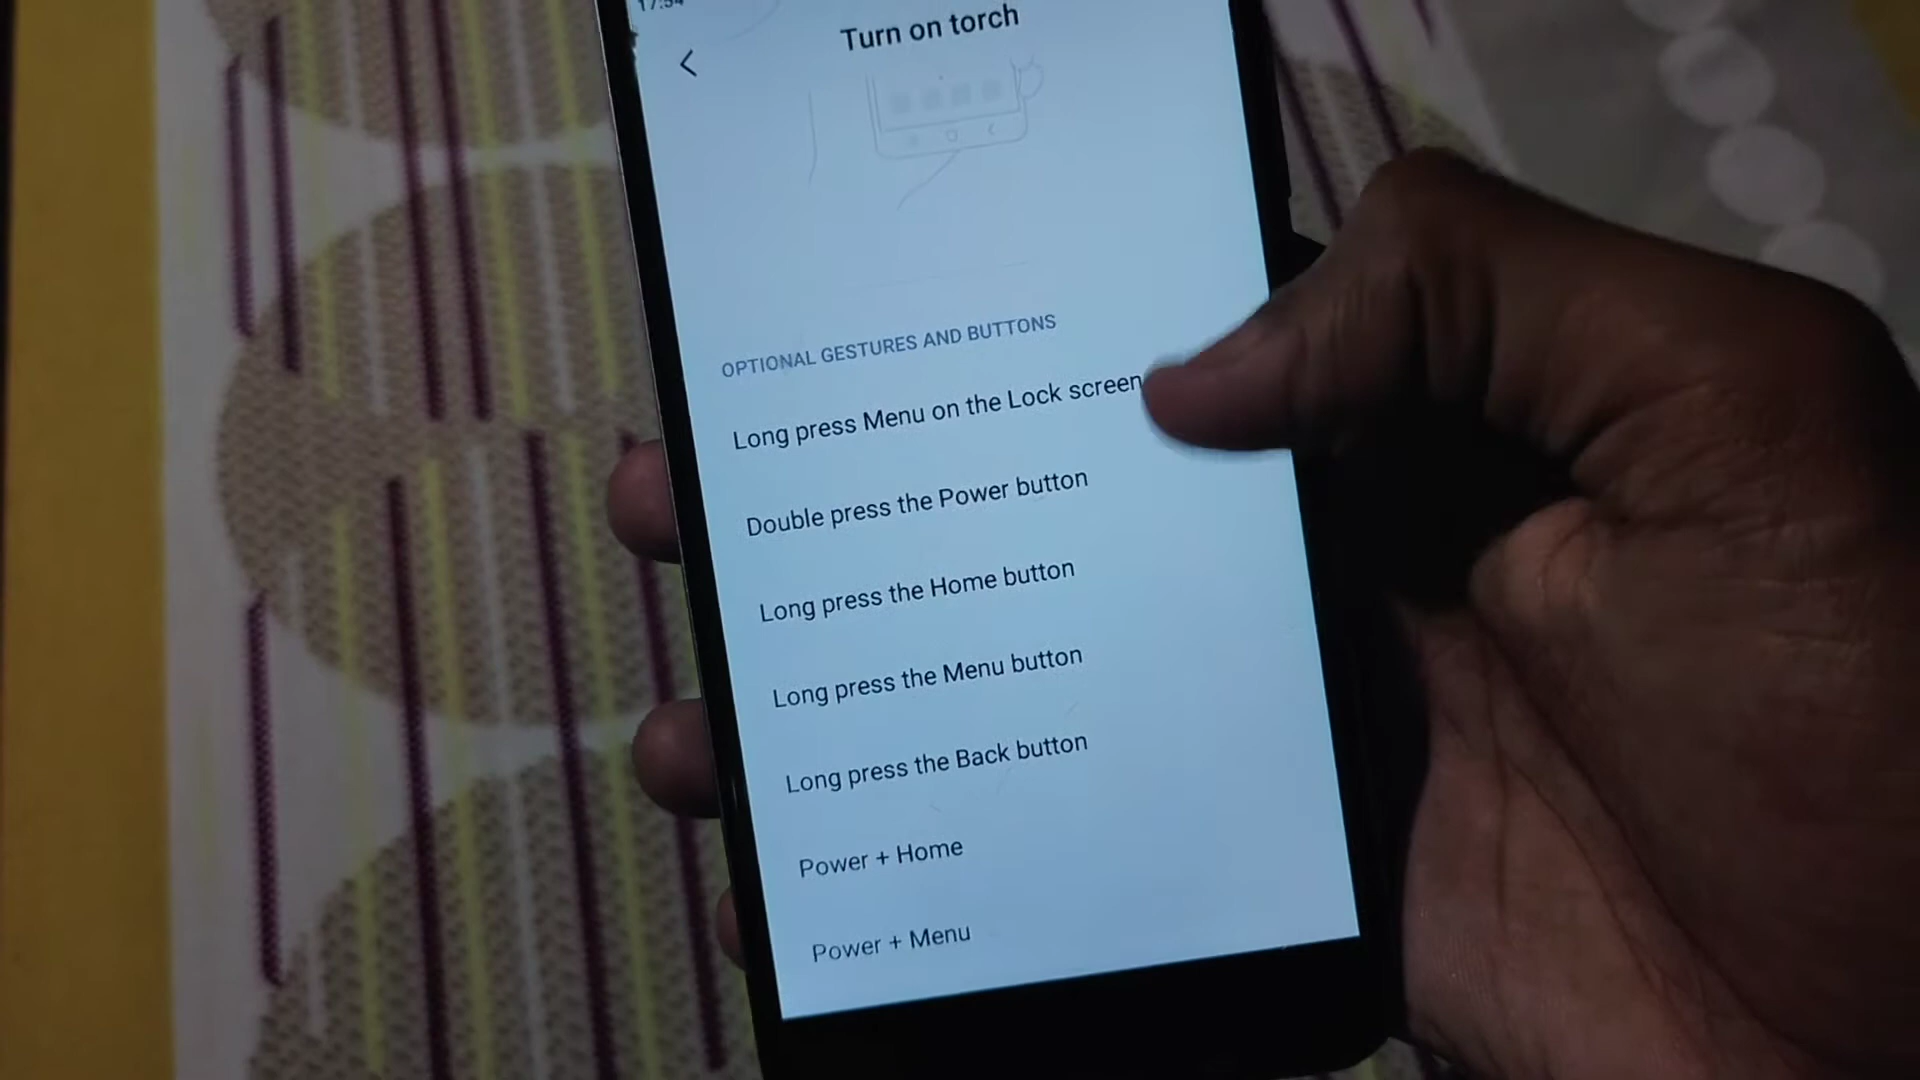 Turn on torch
OPTIONAL GESTURES AND BUTTONS
Long press Menu on the Lock screen
Double press the Power button
Long press the Home button
Long press the Menu button
Long press the Back button
Power + Home
Power + Menu